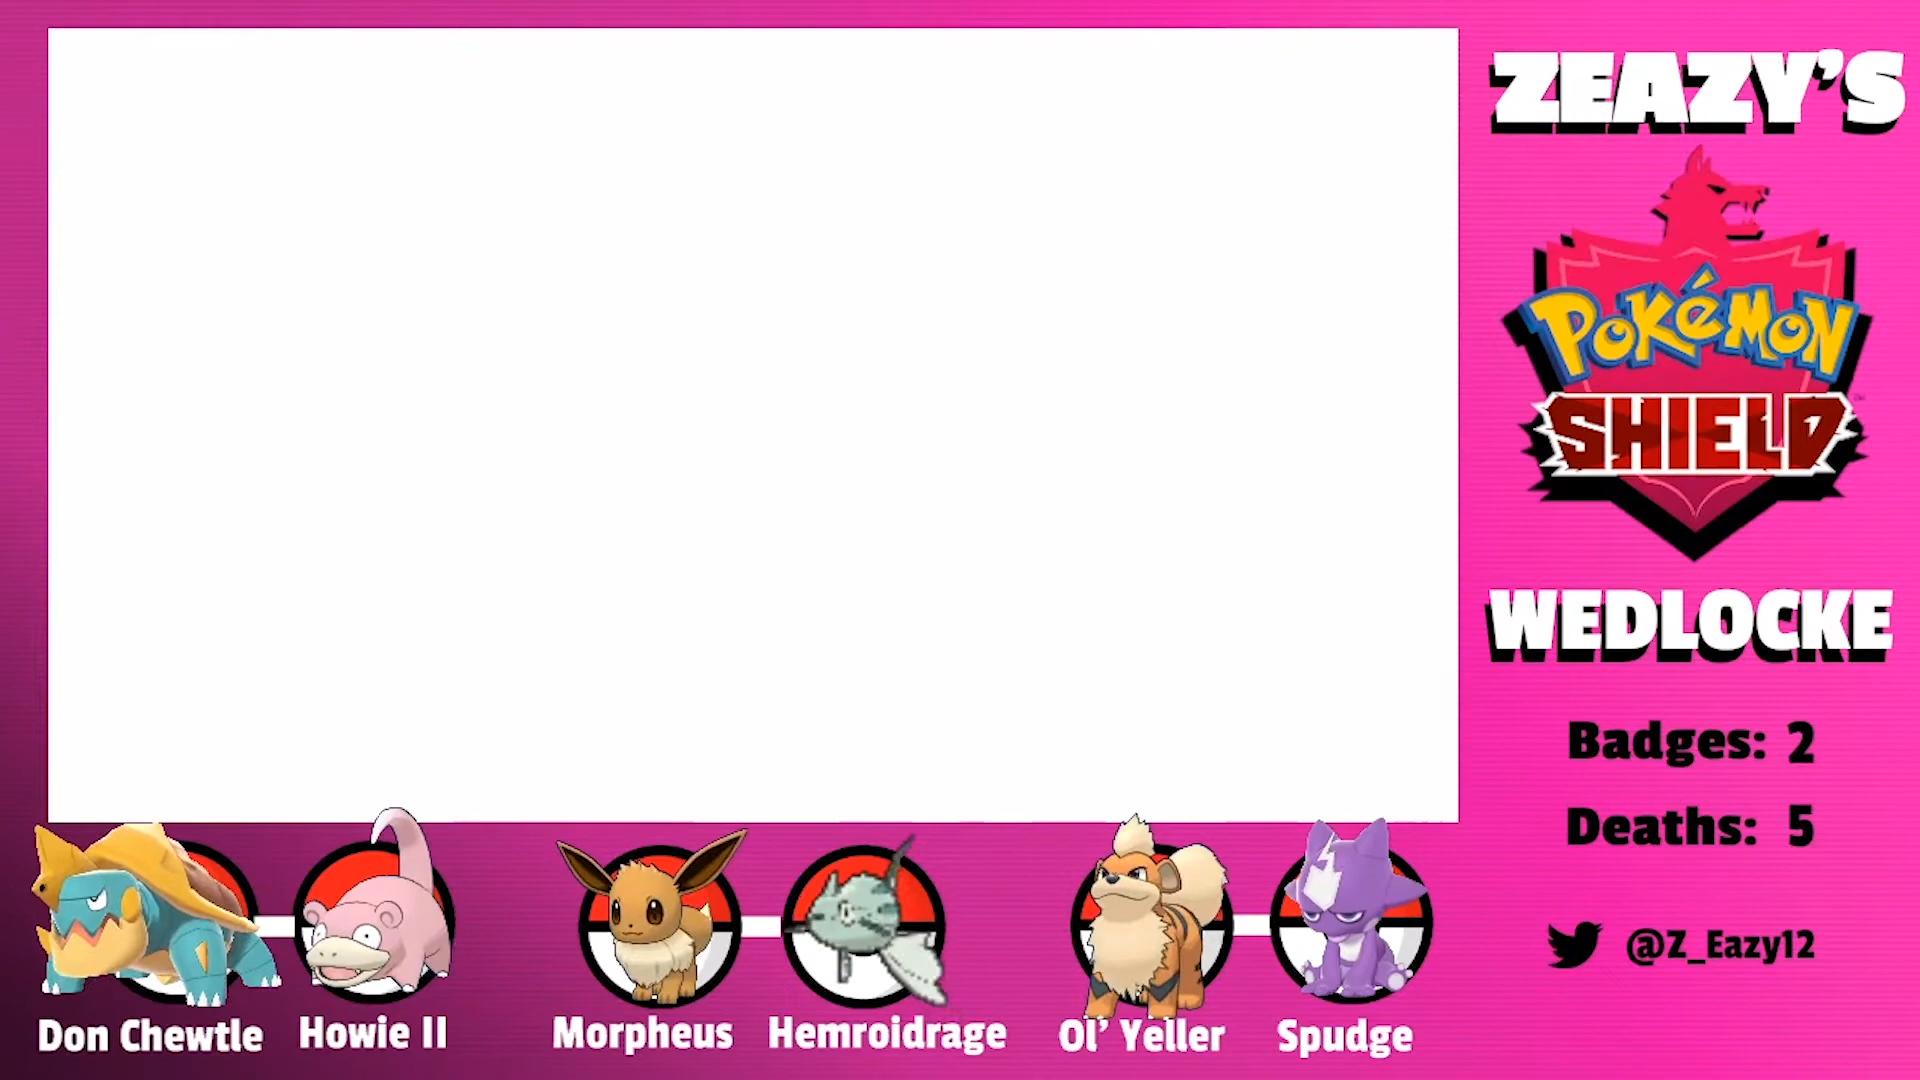 ZEAZY'S
POKéMON
SHIELD
WEDLOCKE
Badges: 2
Deaths: 5
@Z_Eazy12
Don Chewtle
Howie II
Morpheus
Hemroidrage
Ol' Yeller
Spudge